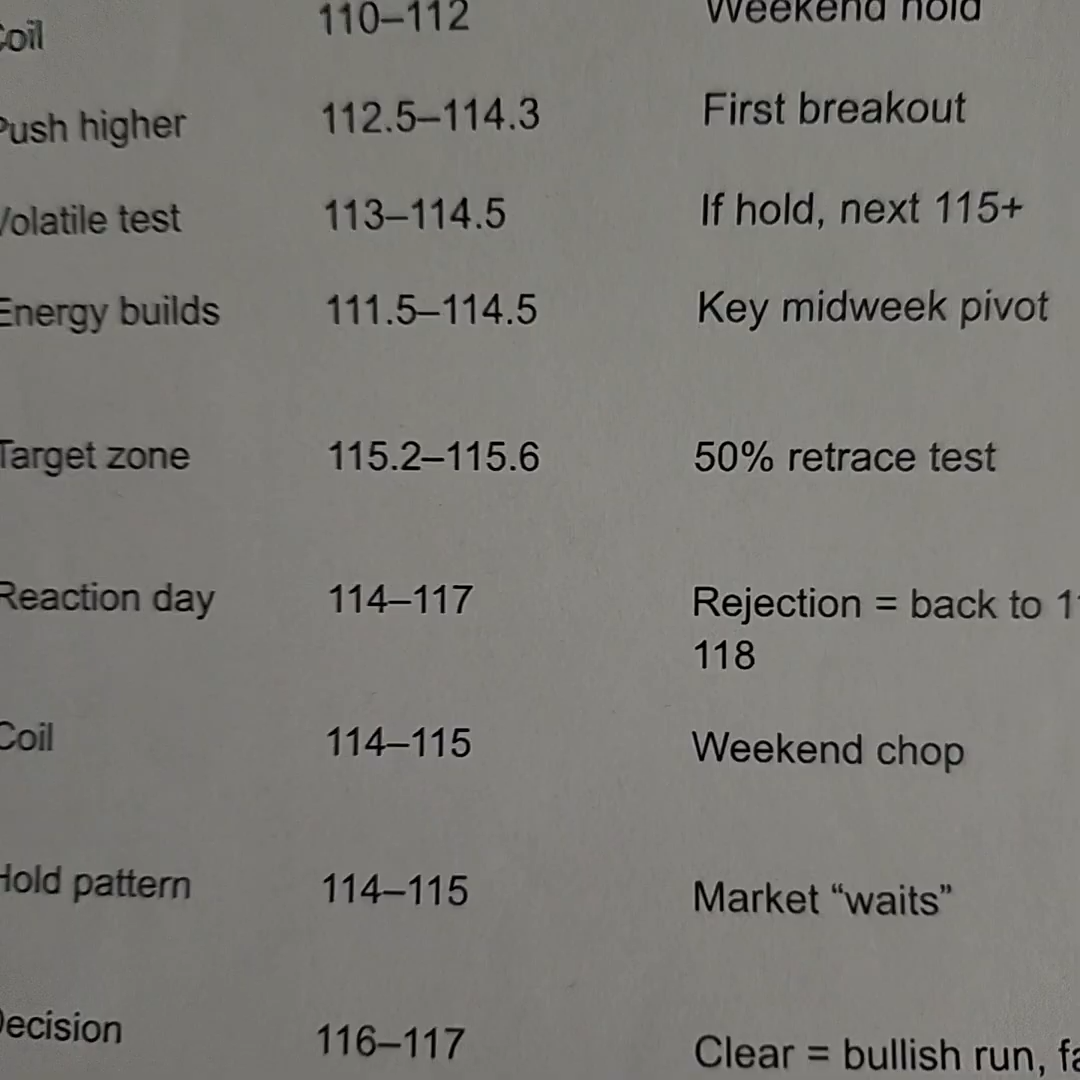 Coil 110–112 Weekend hold
Push higher 112.5–114.3 First breakout
Volatile test 113–114.5 If hold, next 115+
Energy builds 111.5–114.5 Key midweek pivot
Target zone 115.2–115.6 50% retrace test
Reaction day 114–117 Rejection = back to
118
Coil 114–115 Weekend chop
Hold pattern 114–115 Market “waits”
Decision 116–117 Clear = bullish run,